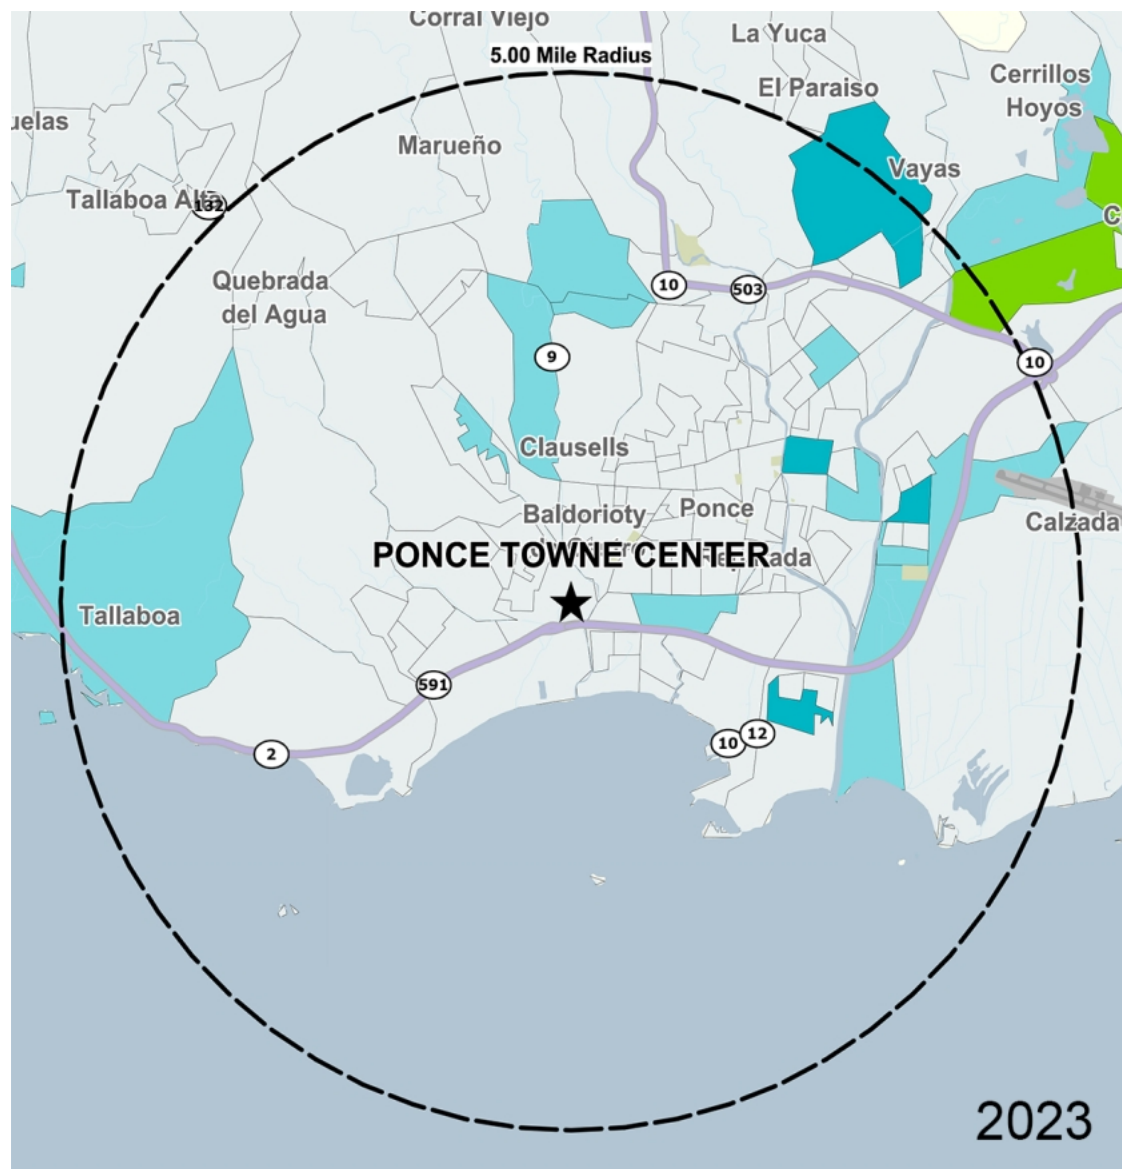 Corral Viejo
La Yuca
5.00 Mile Radius
Cerrillos
Hoyos
El Paraiso
uelas
Marueño
Vayas
Tallaboa Alta
132
C
Quebrada
del Agua
10
503
9
10
Clausells
Baldorioty
Ponce
Calzada
PONCE TOWNE CENTER
Tallaboa
591
12
10
2
2023